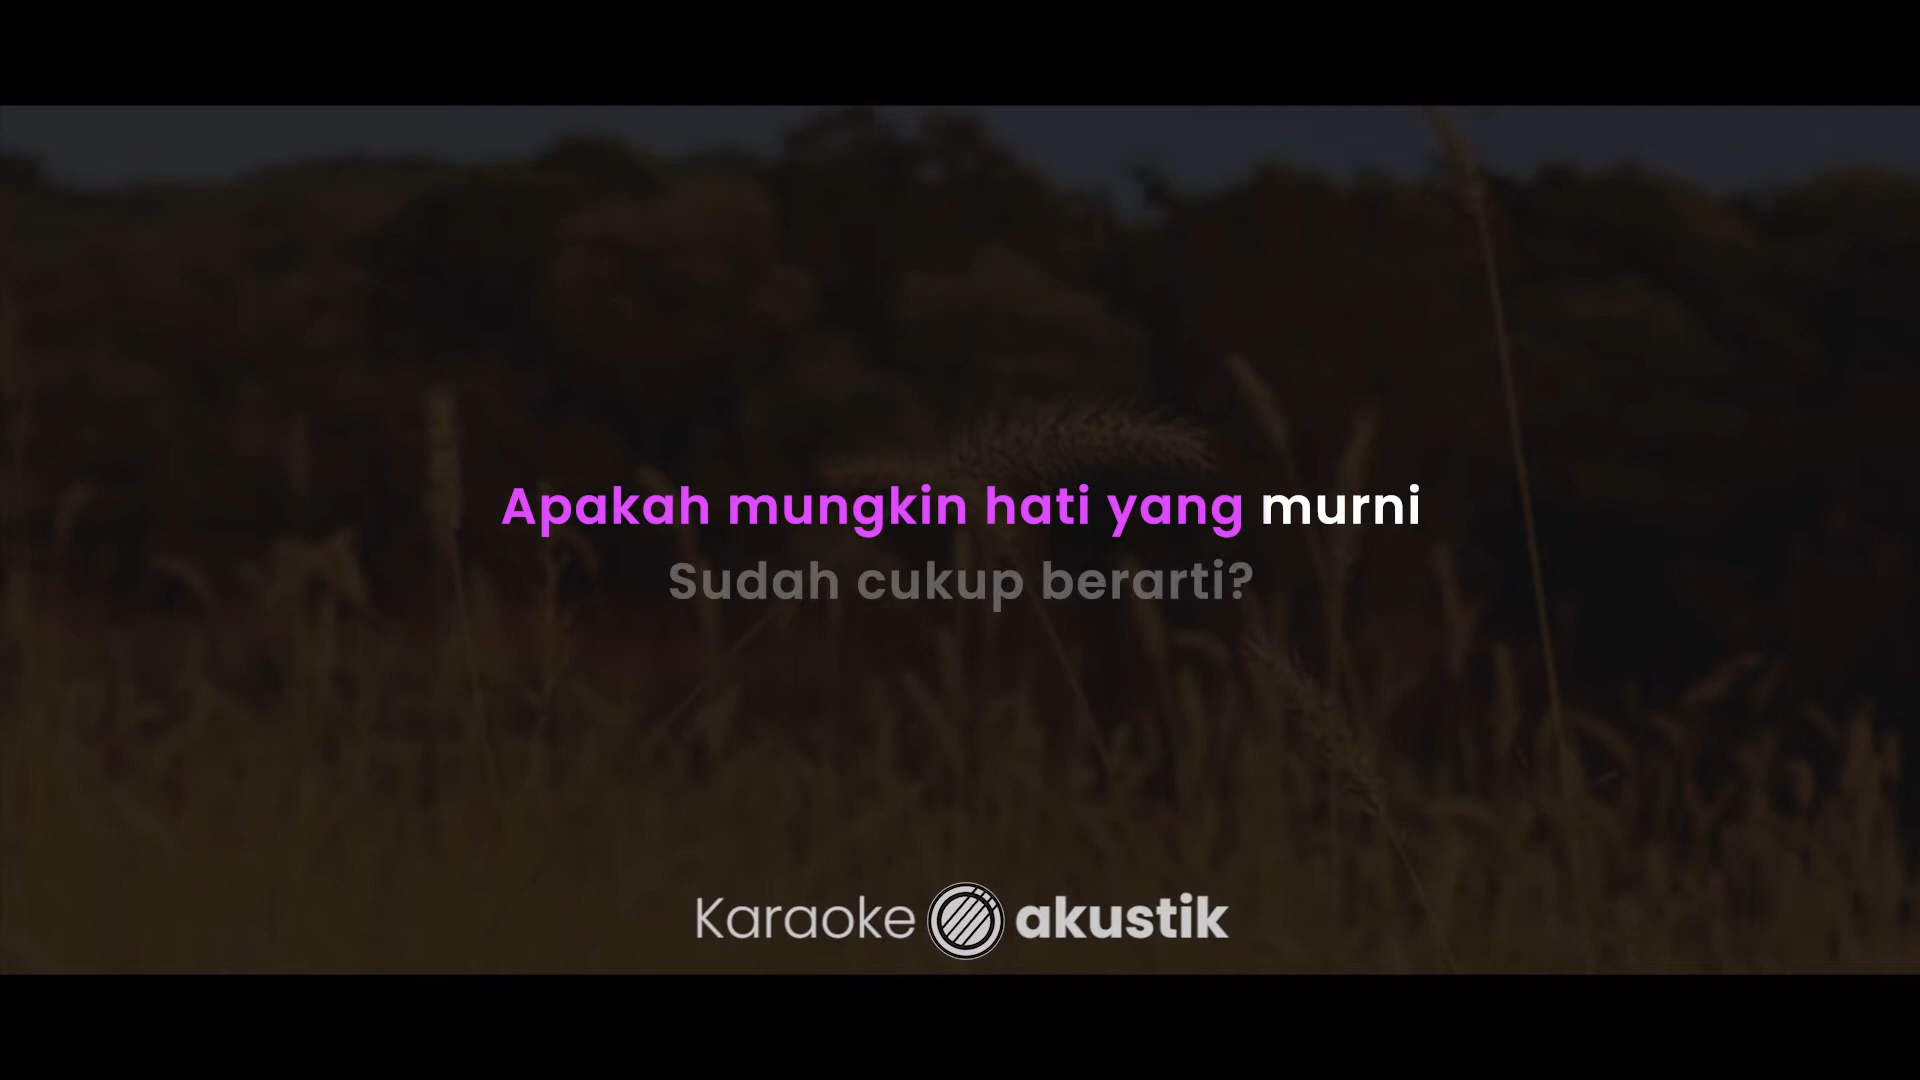 Apakah mungkin hati yang murni
Sudah cukup berarti?
Karaoke akustik